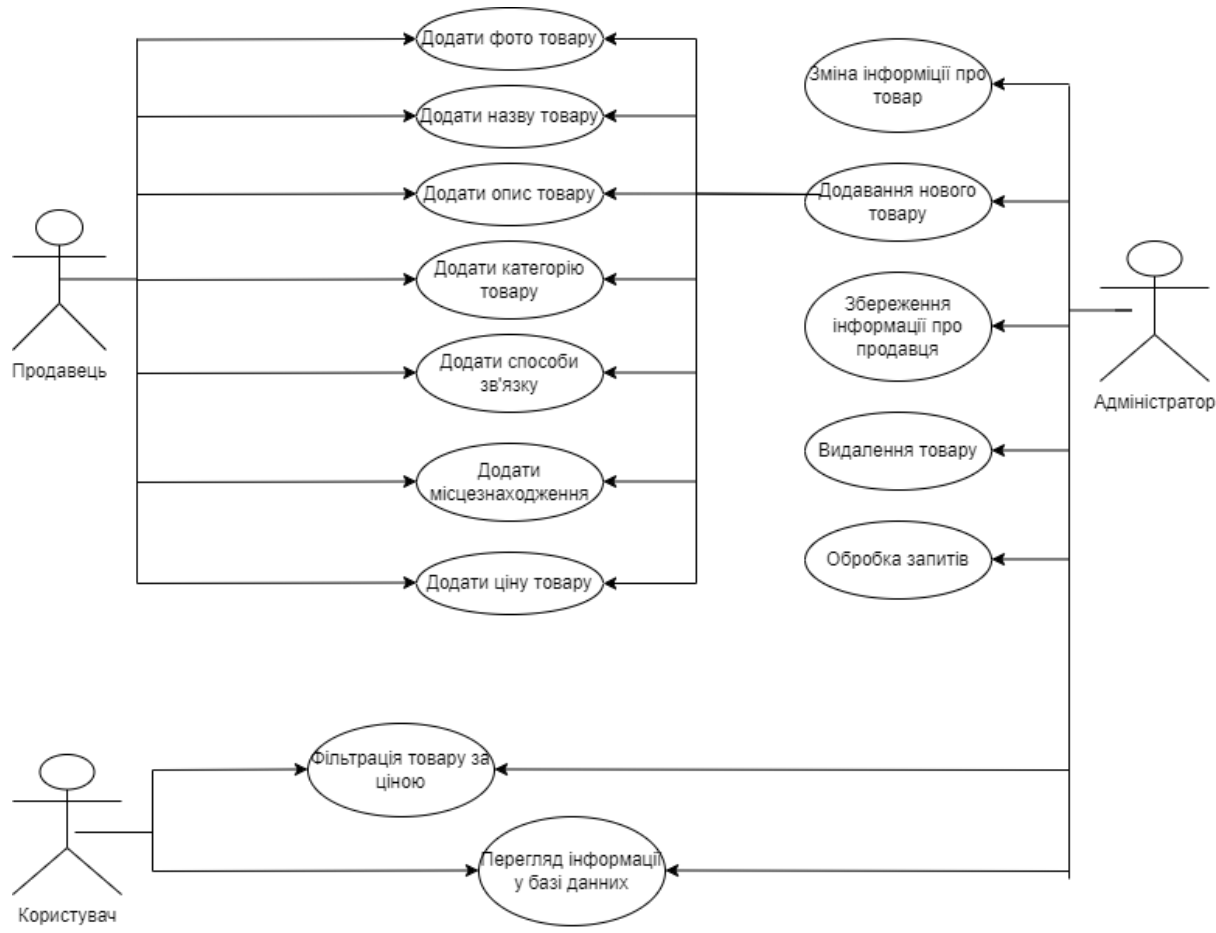 Додати фото товару
Зміна інформіції про
товар
Додати назву товару
Додати опис товару
Додавання нового
товару
Додати категорію
товару
Збереження
інформації про
продавця
Продавець
Додати способи
зв'язку
Адміністратор
Видалення товару
Додати
місцезнаходження
Обробка запитів
Додати ціну товару
Фільтрація товару за
ціною
Перегляд інформації
у базі данних
Користувач